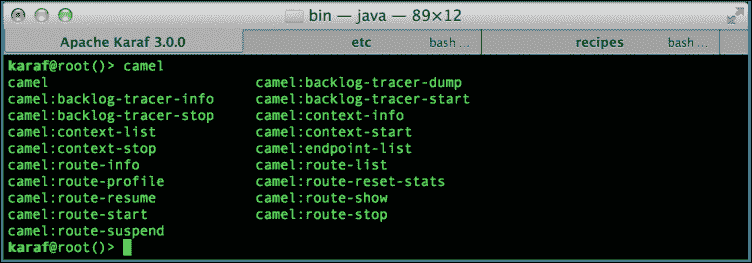 bin — java — 89×12
Apache Karaf 3.0.0 etc bash ... recipes bash ...
karaf@root()> camel
camel camel:backlog-tracer-dump
camel:backlog-tracer-info camel:backlog-tracer-start
camel:backlog-tracer-stop camel:context-info
camel:context-list camel:context-start
camel:context-stop camel:endpoint-list
camel:route-info camel:route-list
camel:route-profile camel:route-reset-stats
camel:route-resume camel:route-show
camel:route-start camel:route-stop
camel:route-suspend
karaf@root()>